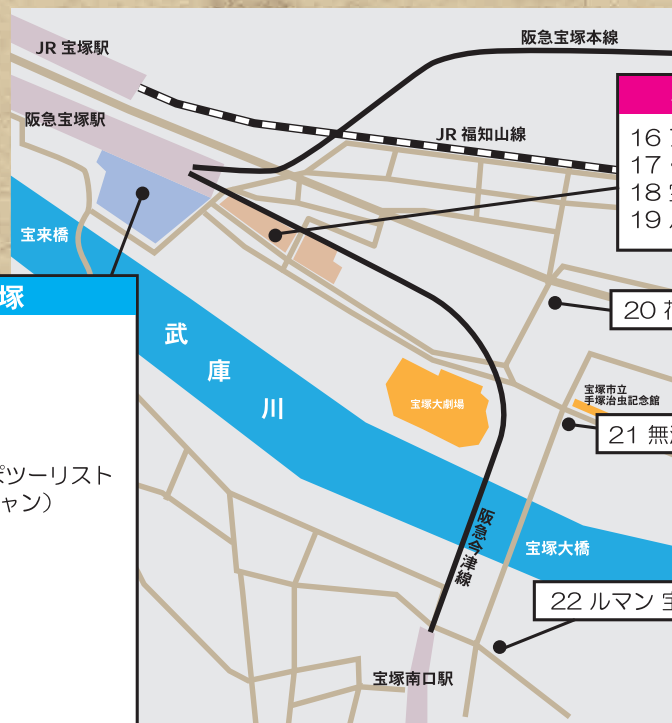 JR 宝塚駅
阪急宝塚本線
阪急宝塚駅
JR 福知山線
16
17
18
19
宝来橋
塚
武
庫
川
20
宝塚市立
手塚治虫記念館
宝塚大劇場
21 無
ツーリスト
ャン）
阪急今津線
宝塚大橋
22 ルマン 宝
宝塚南口駅